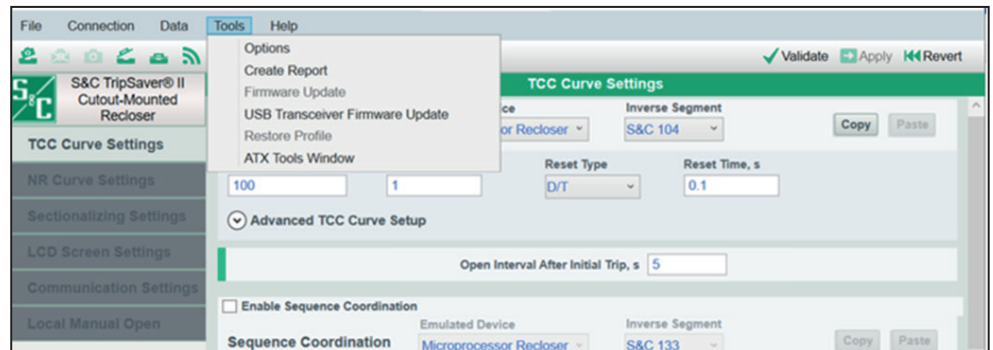 File Connection Data Tools Help
Options
Create Report
Firmware Update
USB Transceiver Firmware Update
Restore Profile
ATX Tools Window
Validate Apply Revert
S&C
S&C TripSaver® II
Cutout-Mounted
Recloser
TCC Curve Settings
NR Curve Settings
Sectionalizing Settings
LCD Screen Settings
Communication Settings
Local Manual Open
TCC Curve Settings
Inverse Segment
Recloser S&C 104 Copy Paste
Reset Type Reset Time, s
100 1 D/T 0.1
Advanced TCC Curve Setup
Open Interval After Initial Trip, s 5
Enable Sequence Coordination
Emulated Device Inverse Segment
Sequence Coordination Microprocessor Recloser S&C 133 Copy Paste